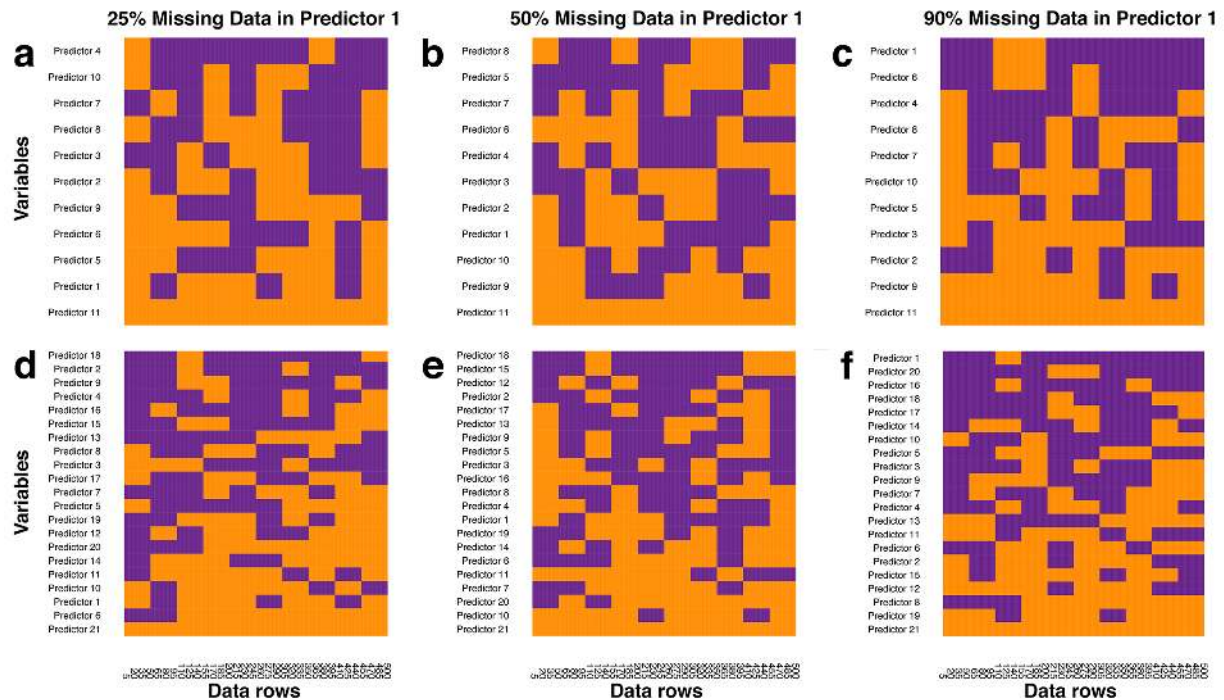 25% Missing Data in Predictor 1
50% Missing Data in Predictor 1
90% Missing Data in Predictor 1
a
Variables
Predictor 4
Predictor 10
Predictor 7
Predictor 8
Predictor 3
Predictor 2
Predictor 9
Predictor 6
Predictor 5
Predictor 1
Predictor 11
b
Predictor 8
Predictor 5
Predictor 7
Predictor 6
Predictor 4
Predictor 3
Predictor 2
Predictor 1
Predictor 10
Predictor 9
Predictor 11
c
Predictor 1
Predictor 6
Predictor 4
Predictor 8
Predictor 7
Predictor 10
Predictor 5
Predictor 3
Predictor 2
Predictor 9
Predictor 11
d
Variables
Predictor 18
Predictor 2
Predictor 9
Predictor 4
Predictor 16
Predictor 15
Predictor 13
Predictor 8
Predictor 3
Predictor 17
Predictor 7
Predictor 5
Predictor 19
Predictor 12
Predictor 20
Predictor 14
Predictor 11
Predictor 10
Predictor 1
Predictor 6
Predictor 21
Data rows
e
Predictor 18
Predictor 15
Predictor 12
Predictor 2
Predictor 17
Predictor 13
Predictor 9
Predictor 5
Predictor 3
Predictor 16
Predictor 8
Predictor 4
Predictor 1
Predictor 19
Predictor 14
Predictor 6
Predictor 11
Predictor 7
Predictor 20
Predictor 10
Predictor 21
Data rows
f
Predictor 1
Predictor 20
Predictor 16
Predictor 18
Predictor 17
Predictor 14
Predictor 10
Predictor 5
Predictor 3
Predictor 9
Predictor 7
Predictor 4
Predictor 13
Predictor 11
Predictor 6
Predictor 2
Predictor 15
Predictor 12
Predictor 8
Predictor 19
Predictor 21
Data rows